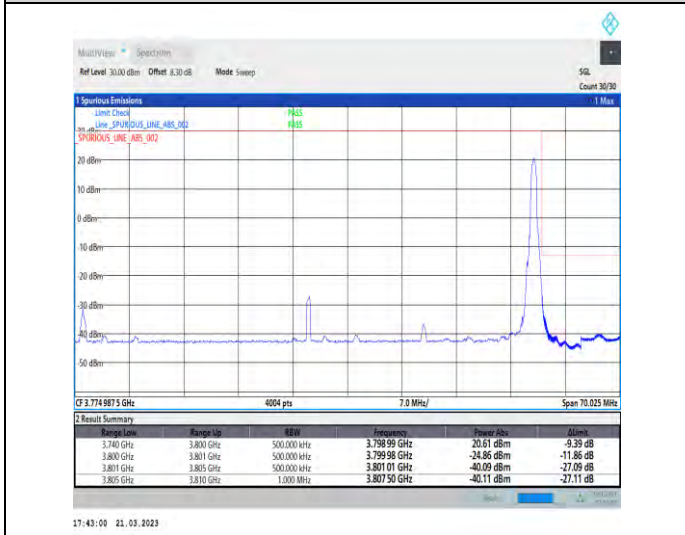 MultiView Spectrum
Ref Level 30.00 dBm Offset 8.30 dB Mode Sweep SGL
Count 30/30
1 Spurious Emissions 1 Max
Limit Check PASS
Line _SPURIOUS_LINE_ABS_002 PASS
30 dBm
_SPURIOUS_LINE_ABS_002
20 dBm
10 dBm
0 dBm
-10 dBm
-20 dBm
-30 dBm
-40 dBm
-50 dBm
CF 3.774 987 5 GHz 4004 pts 7.0 MHz/ Span 70.025 MHz
2 Result Summary
Range Low Range Up RBW Frequency Power Abs ΔLimit
3.740 GHz 3.800 GHz 500.000 kHz 3.798 99 GHz 20.61 dBm -9.39 dB
3.800 GHz 3.801 GHz 500.000 kHz 3.799 98 GHz -24.86 dBm -11.86 dB
3.801 GHz 3.805 GHz 500.000 kHz 3.801 01 GHz -40.09 dBm -27.09 dB
3.805 GHz 3.810 GHz 1.000 MHz 3.807 50 GHz -40.11 dBm -27.11 dB
17:43:00 21.03.2023